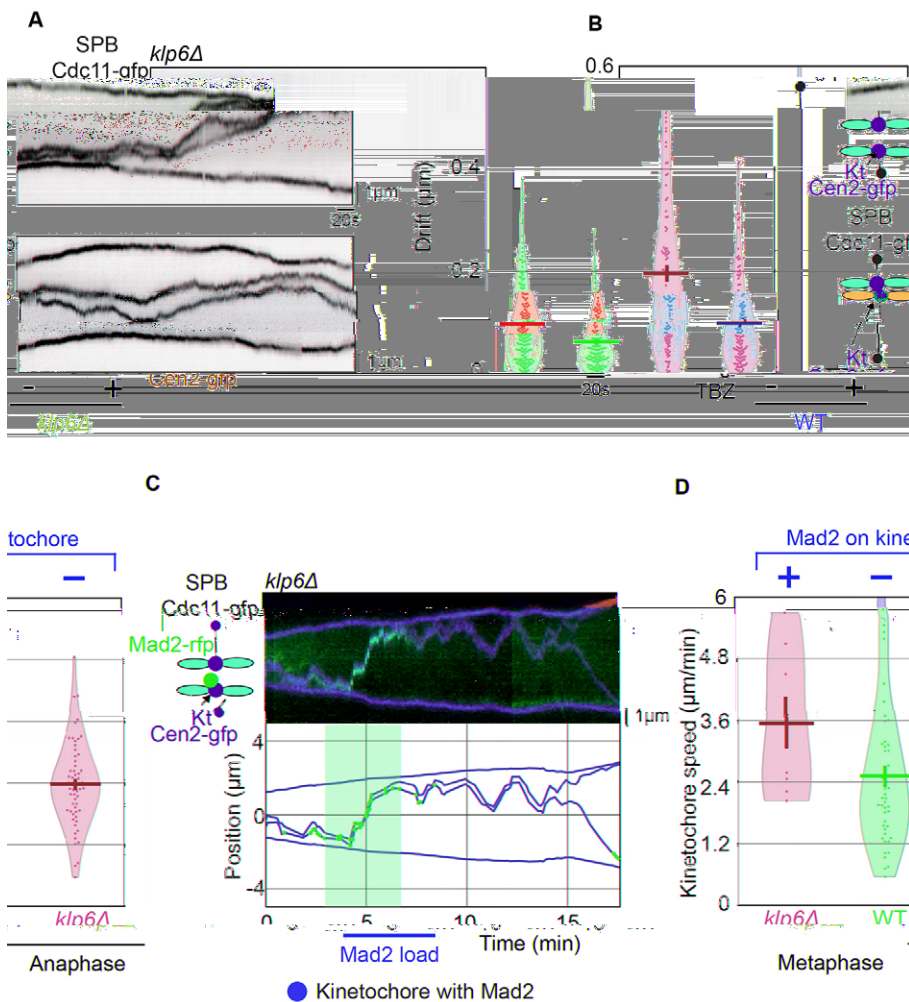 A
B
SPB
Cdc11-gfp
klp6Δ
0.6
0.4
0.2
Drift (µm)
1µm
20s
Kt
Cen2-gfp
SPB
Cdc11-gf
Kt
1µm
Cen2-gfp
20s
TBZ
-
+
-
+
klp6Δ
WT
C
D
tochore
−
SPB
Cdc11-gfp
klp6Δ
Mad2-rfp
Kt
Cen2-gfp
1µm
Mad2 on kine
+
−
Position (µm)
4
0
-4
0
5
10
15
Time (min)
Mad2 load
Kinetochore with Mad2
Kinetochore speed (µm/min)
6
4.8
3.6
2.4
1.2
0
klp6Δ
Anaphase
klp6Δ
WT
Metaphase